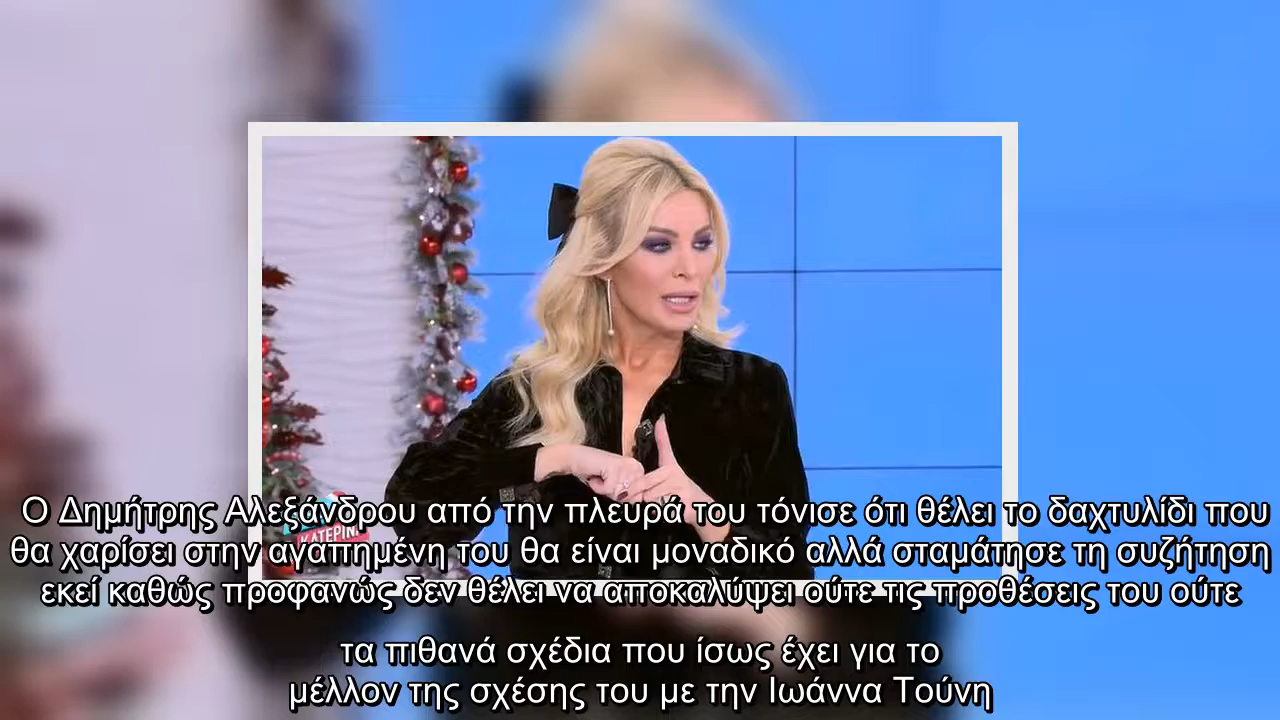 Ο Δημήτρης Αλεξάνδρου από την πλευρά του τόνισε ότι θέλει το δαχτυλίδι που
θα χαρίσει στην αγαπημένη του θα είναι μοναδικό αλλά σταμάτησε τη συζήτηση
εκεί καθώς προφανώς δεν θέλει να αποκαλύψει ούτε τις προθέσεις του ούτε
τα πιθανά σχέδια που ίσως έχει για το
μέλλον της σχέσης του με την Ιωάννα Τούνη